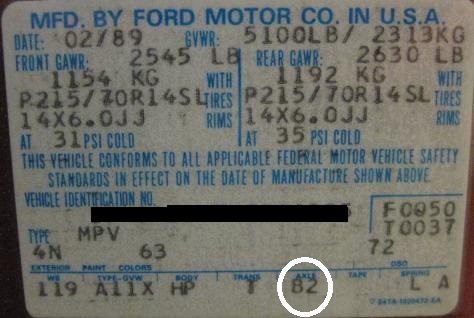 MFD. BY FORD MOTOR CO. IN U.S.A.
DATE: 02/89 GVWR: 5100LB/ 2313KG
FRONT GAWR: 2545 LB REAR GAWR: 2630 LB
1154 KG WITH 1192 KG WITH
P215/70R14SL TIRES P215/70R14SL TIRES
14X6.0JJ RIMS 14X6.0JJ RIMS
AT 31 PSI COLD AT 35 PSI COLD
THIS VEHICLE CONFORMS TO ALL APPLICABLE FEDERAL MOTOR VEHICLE SAFETY
STANDARDS IN EFFECT ON THE DATE OF MANUFACTURE SHOWN ABOVE.
VEHICLE IDENTIFICATION NO.
F0050
T0037
TYPE MPV
4N 63 72
EXTERIOR PAINT COLORS DSO
WB TYPE-GVW BODY TRANS AXLE TAPE SPRING
119 A11X HP T B2 L A